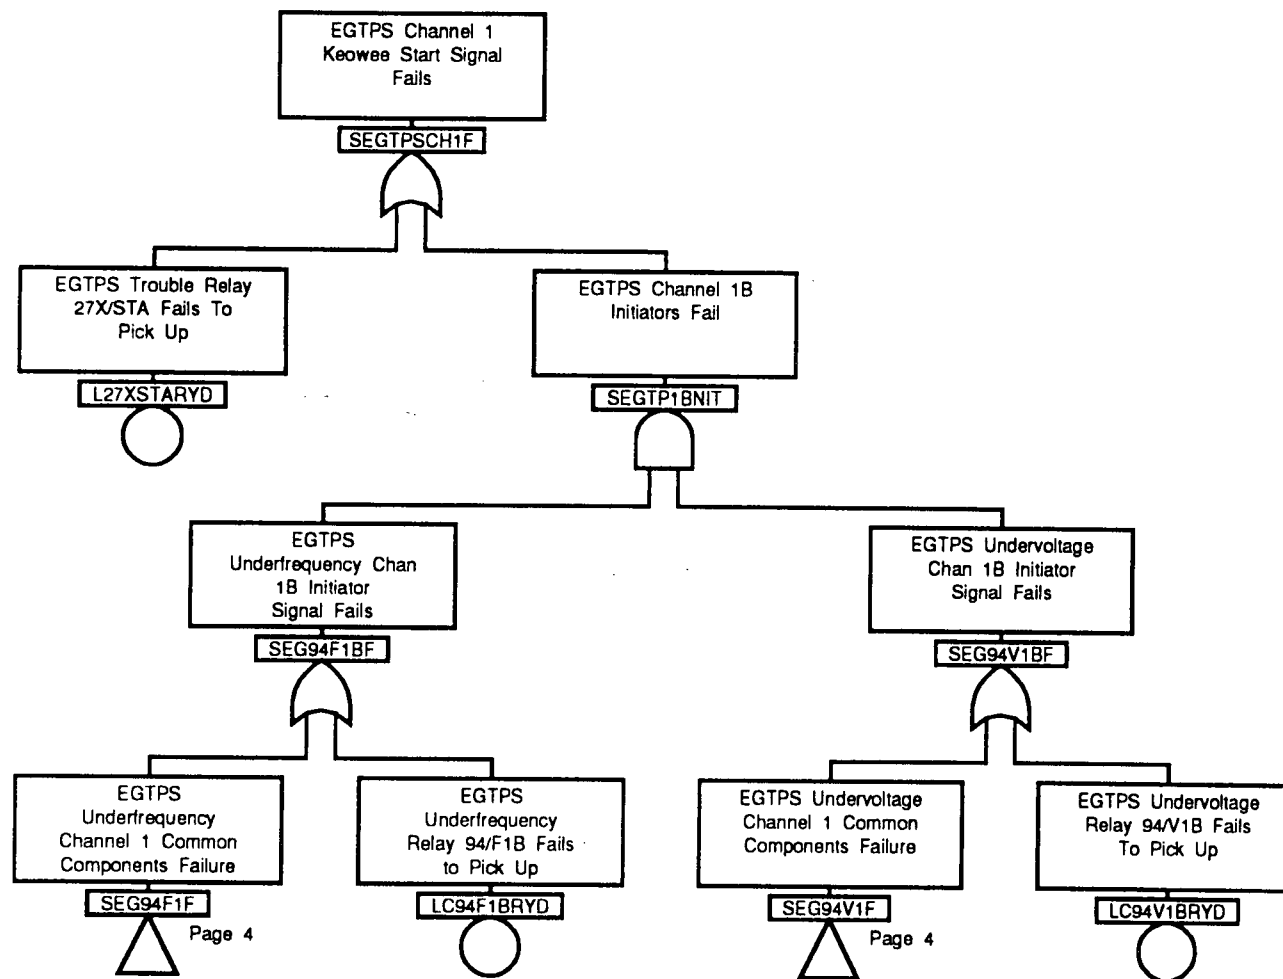 EGTPS Channel 1
Keowee Start Signal
Fails
SEGTPSCH1F
EGTPS Trouble Relay
27X/STA Fails To
Pick Up
L27XSTARYD
EGTPS Channel 1B
Initiators Fail
SEGTP1BNIT
EGTPS
Underfrequency Chan
1B Initiator
Signal Fails
SEG94F1BF
EGTPS Undervoltage
Chan 1B Initiator
Signal Fails
SEG94V1BF
EGTPS
Underfrequency
Channel 1 Common
Components Failure
SEG94F1F
Page 4
EGTPS
Underfrequency
Relay 94/F1B Fails
to Pick Up
LC94F1BRYD
EGTPS Undervoltage
Channel 1 Common
Components Failure
SEG94V1F
Page 4
EGTPS Undervoltage
Relay 94/V1B Fails
To Pick Up
LC94V1BRYD